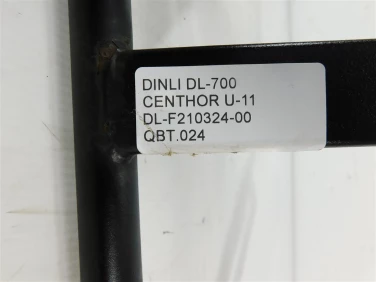 DINLI DL-700
CENTHOR U-11
DL-F210324-00
QBT.024